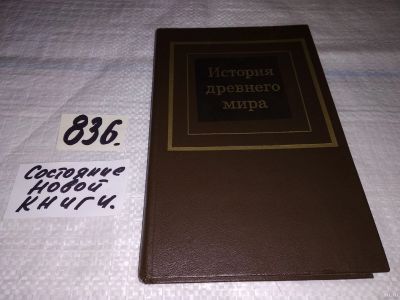 История
древнего
мира
836.
Состояние
новой
книги.